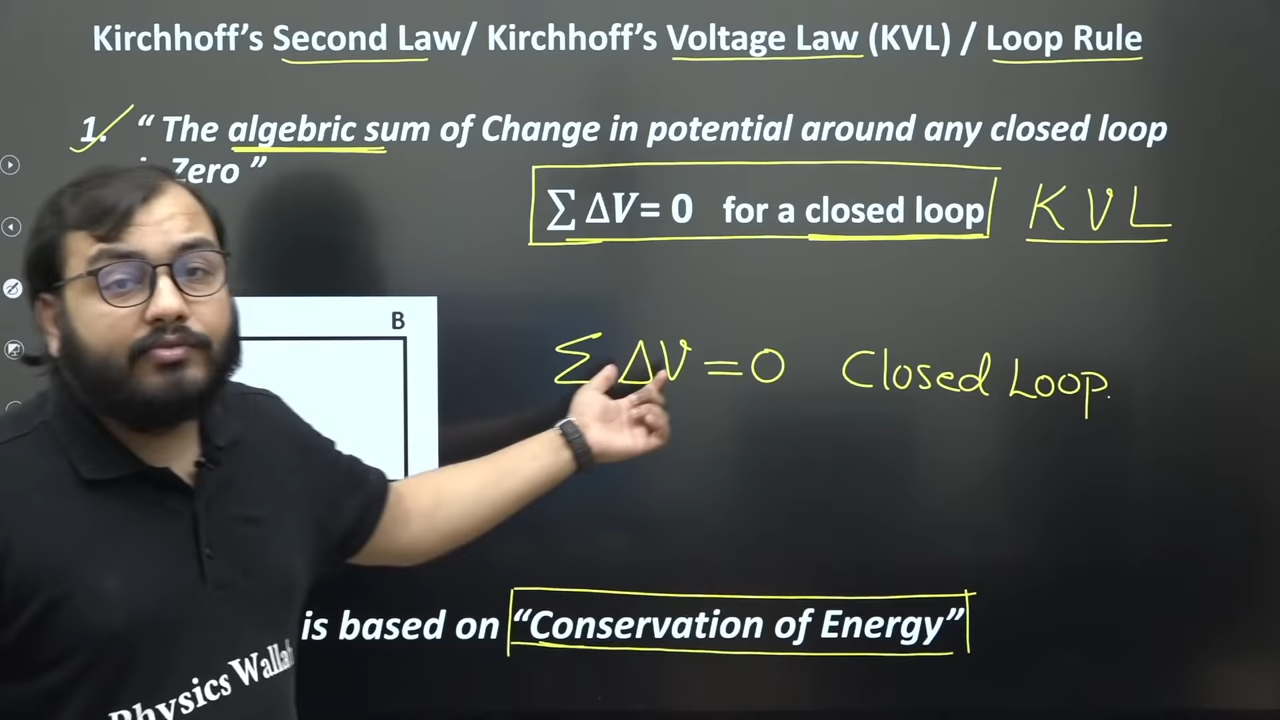 Kirchhoff's Second Law/ Kirchhoff's Voltage Law (KVL) / Loop Rule
1. “ The algebric sum of Change in potential around any closed loop
Zero ”
∑ ΔV= 0 for a closed loop
KVL
B
∑ ΔV = 0 Closed Loop.
is based on “Conservation of Energy”
Physics Wallah